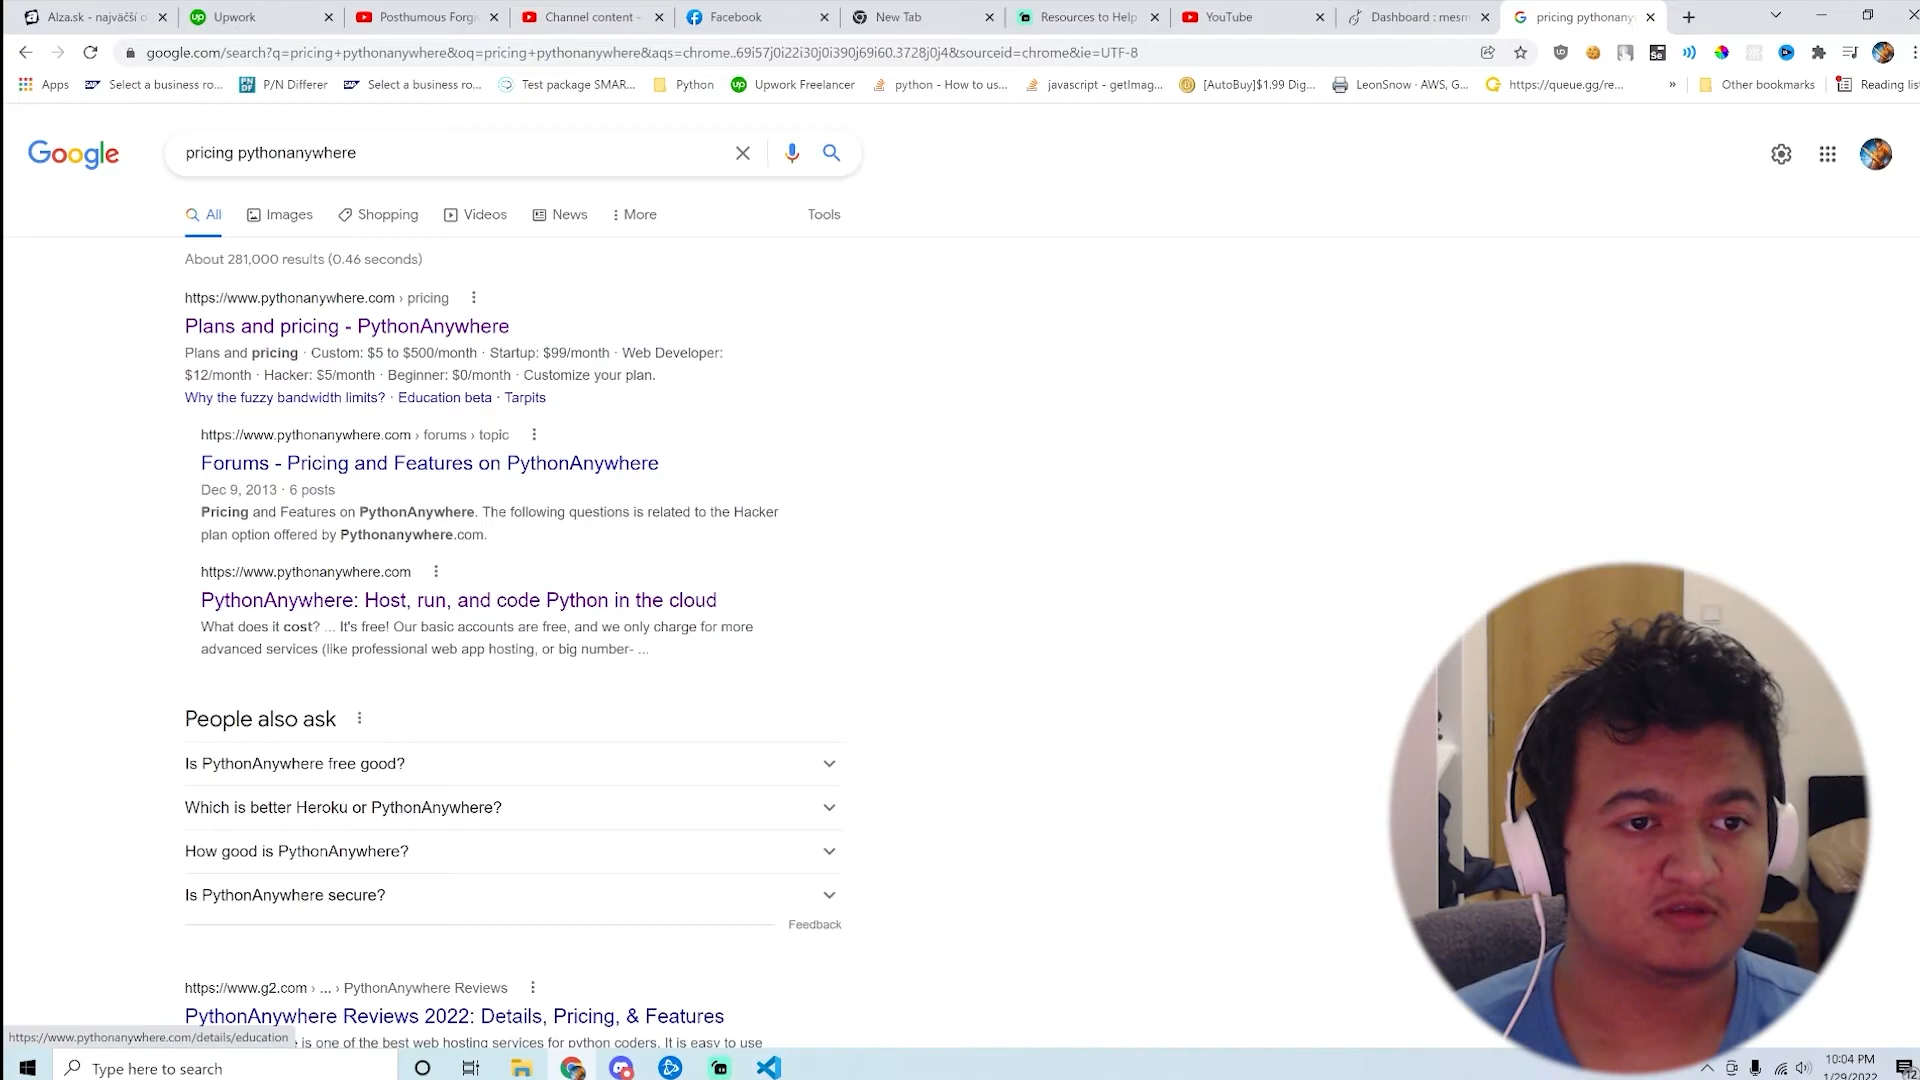 Alza.sk - najväčší o
Upwork
Posthumous Forgiv
Channel content -
Facebook
New Tab
Resources to Help
YouTube
Dashboard : mesm
pricing pythonany
google.com/search?q=pricing+pythonanywhere&oq=pricing+pythonanywhere&aqs=chrome..69i57j0i22i30j0i390j69i60.3728j0j4&sourceid=chrome&ie=UTF-8
Apps
Select a business ro...
P/N Differer
Select a business ro...
Test package SMAR...
Python
Upwork Freelancer
python - How to us...
javascript - getImag...
[AutoBuy]$1.99 Dig...
LeonSnow · AWS, G...
https://queue.gg/re...
»
Other bookmarks
Reading list
Google
pricing pythonanywhere
All
Images
Shopping
Videos
News
More
Tools
About 281,000 results (0.46 seconds)
https://www.pythonanywhere.com › pricing
Plans and pricing - PythonAnywhere
Plans and pricing · Custom: $5 to $500/month · Startup: $99/month · Web Developer:
$12/month · Hacker: $5/month · Beginner: $0/month · Customize your plan.
Why the fuzzy bandwidth limits? · Education beta · Tarpits
https://www.pythonanywhere.com › forums › topic
Forums - Pricing and Features on PythonAnywhere
Dec 9, 2013 · 6 posts
Pricing and Features on PythonAnywhere. The following questions is related to the Hacker
plan option offered by Pythonanywhere.com.
https://www.pythonanywhere.com
PythonAnywhere: Host, run, and code Python in the cloud
What does it cost? ... It's free! Our basic accounts are free, and we only charge for more
advanced services (like professional web app hosting, or big number- ...
People also ask
Is PythonAnywhere free good?
Which is better Heroku or PythonAnywhere?
How good is PythonAnywhere?
Is PythonAnywhere secure?
Feedback
https://www.g2.com › ... › PythonAnywhere Reviews
PythonAnywhere Reviews 2022: Details, Pricing, & Features
https://www.pythonanywhere.com/details/education
is one of the best web hosting services for python coders. It is easy to use
Type here to search
10:04 PM
1/29/2022
12